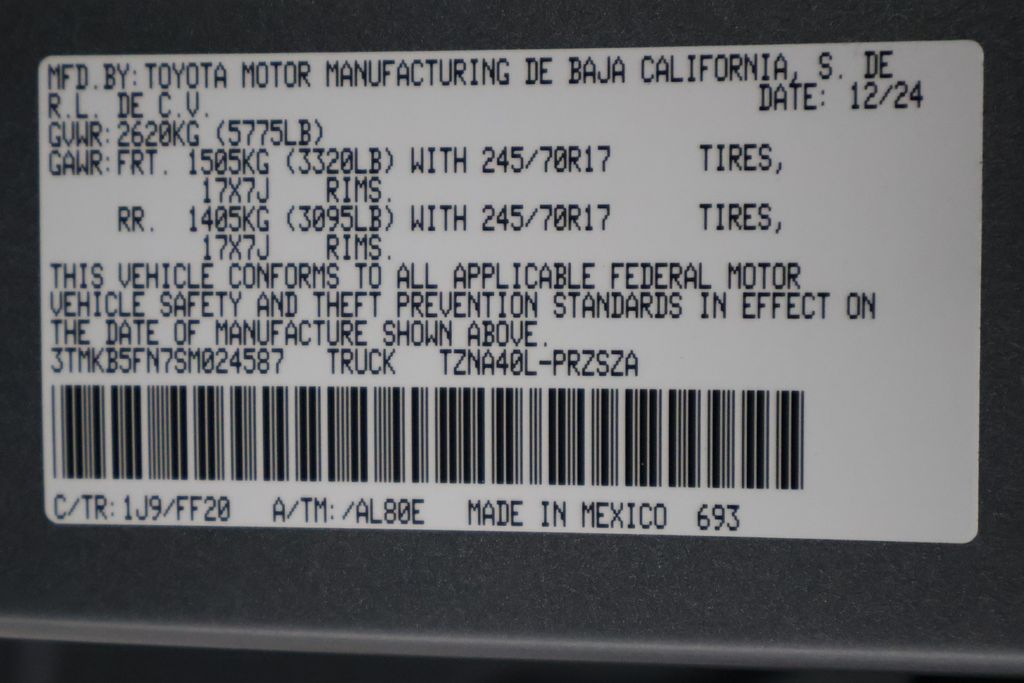 MFD.BY: TOYOTA MOTOR MANUFACTURING DE BAJA CALIFORNIA, S. DE
R.L. DE C.V. DATE: 12/24
GVWR: 2620KG (5775LB)
GAWR: FRT. 1505KG (3320LB) WITH 245/70R17 TIRES,
17X7J RIMS.
RR. 1405KG (3095LB) WITH 245/70R17 TIRES,
17X7J RIMS.
THIS VEHICLE CONFORMS TO ALL APPLICABLE FEDERAL MOTOR
VEHICLE SAFETY AND THEFT PREVENTION STANDARDS IN EFFECT ON
THE DATE OF MANUFACTURE SHOWN ABOVE.
3TMKB5FN7SM024587 TRUCK TZNA40L-PRZSZA
C/TR: 1J9/FF20 A/TM: /AL80E MADE IN MEXICO 693